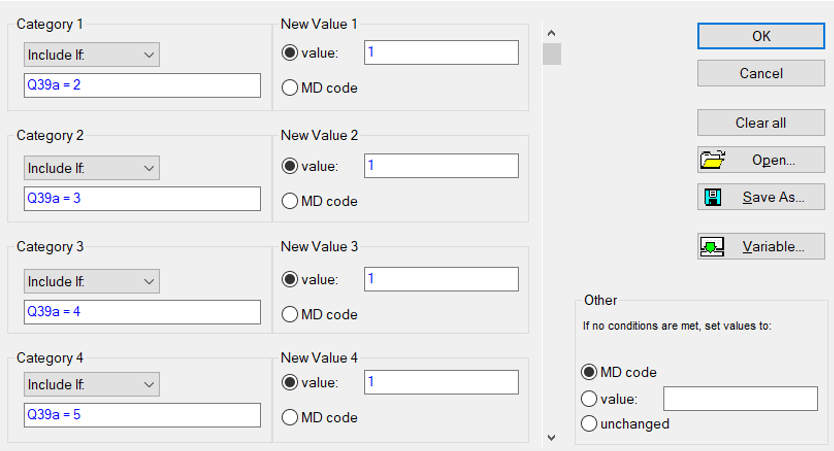 Category 1
Include If:
Q39a = 2
New Value 1
value: 1
MD code
Category 2
Include If:
Q39a = 3
New Value 2
value: 1
MD code
Category 3
Include If:
Q39a = 4
New Value 3
value: 1
MD code
Category 4
Include If:
Q39a = 5
New Value 4
value: 1
MD code
OK
Cancel
Clear all
Open...
Save As...
Variable...
Other
If no conditions are met, set values to:
MD code
value:
unchanged